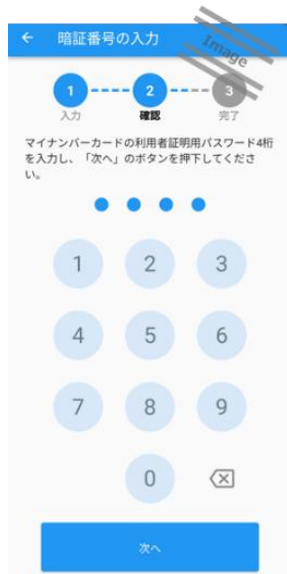 ← 暗証番号の入力
Image
1 2 3
入力 確認 完了
マイナンバーカードの利用者証明用パスワード4桁
を入力し、「次へ」のボタンを押下してくださ
い。
1 2 3
4 5 6
7 8 9
0
次へ